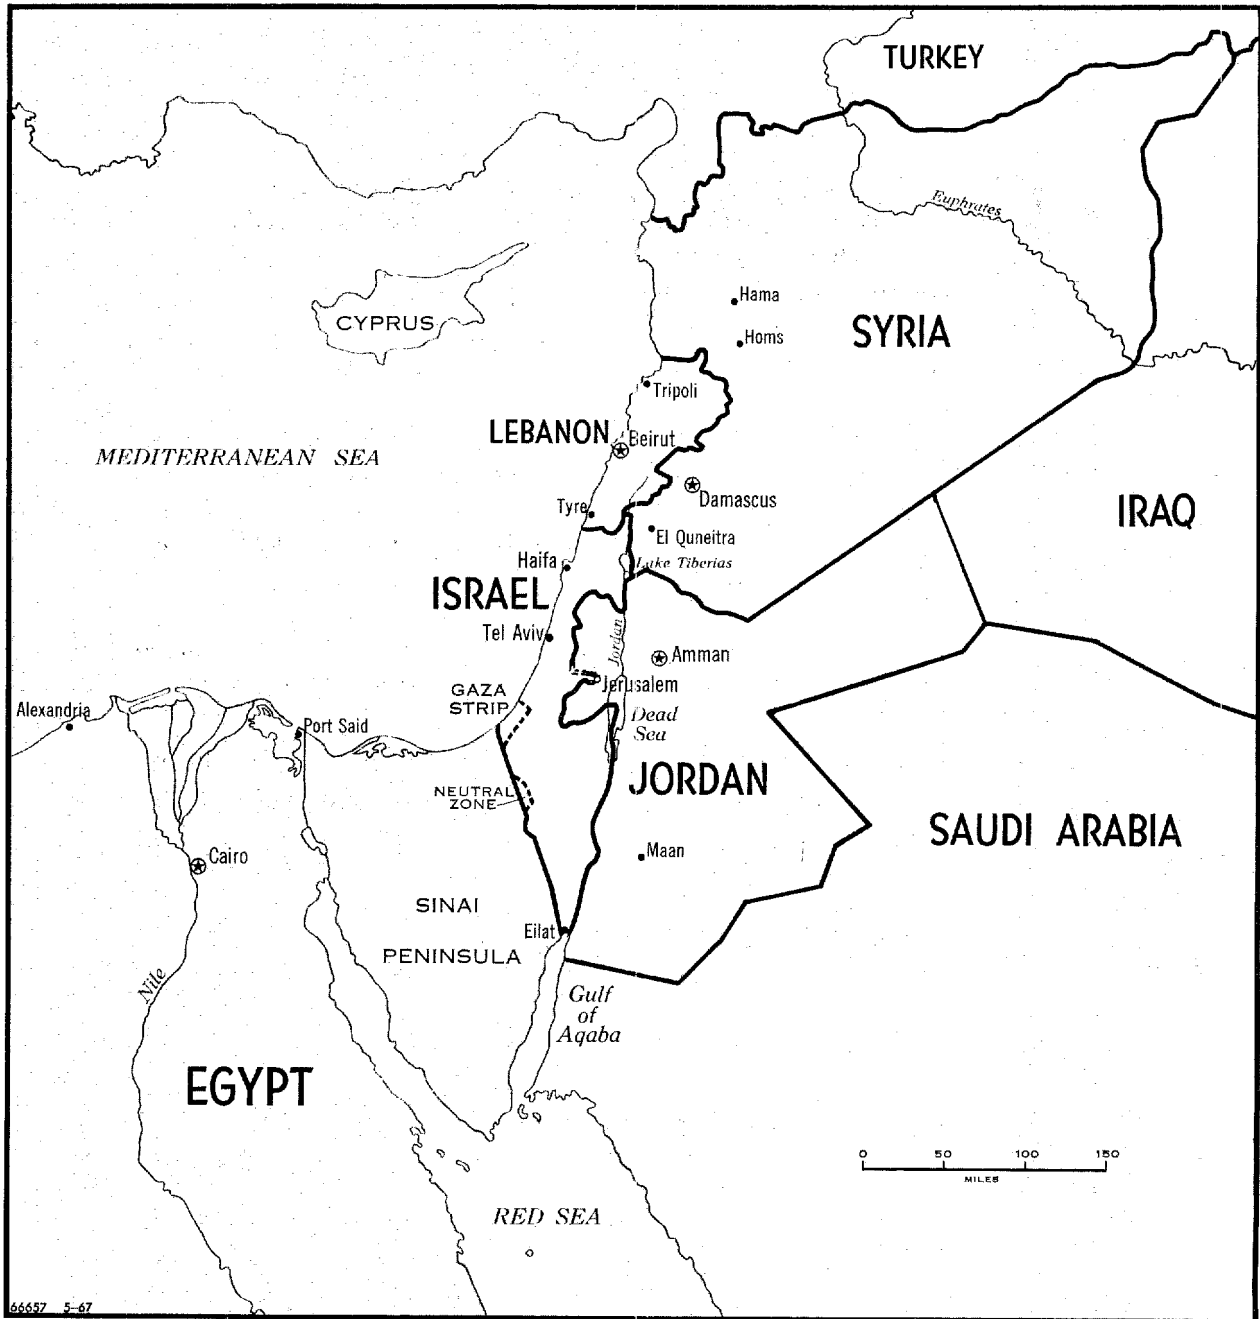 TURKEY
Euphrates
Hama
CYPRUS
Homs
SYRIA
Tripoli
LEBANON
Beirut
MEDITERRANEAN SEA
Damascus
Tyre
IRAQ
El Quneitra
Haifa
Lake Tiberias
ISRAEL
Tel Aviv
Jordan
Amman
Jerusalem
GAZA
STRIP
Alexandria
Port Said
Dead
Sea
JORDAN
NEUTRAL
ZONE
SAUDI ARABIA
Maan
Cairo
SINAI
PENINSULA
Eilat
Nile
Gulf
of
Aqaba
EGYPT
0 50 100 150
MILES
RED SEA
66657 5-67